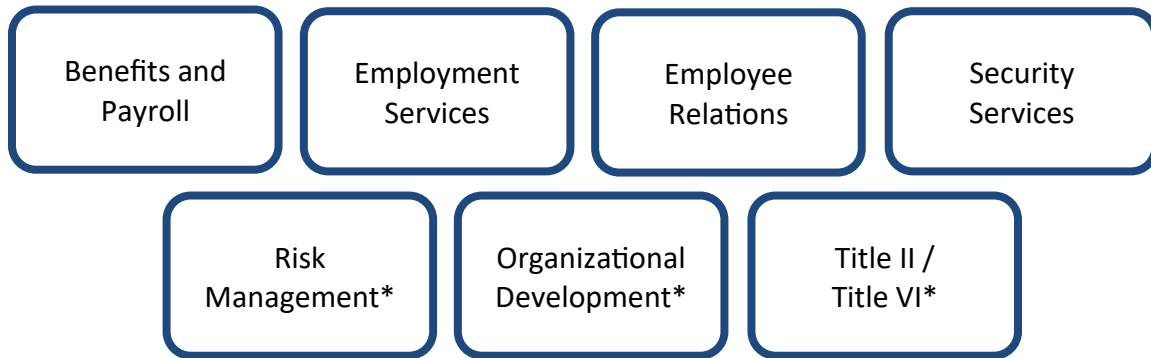 Benefits and
Payroll
Employment
Services
Employee
Relations
Security
Services
Risk
Management*
Organizational
Development*
Title II /
Title VI*